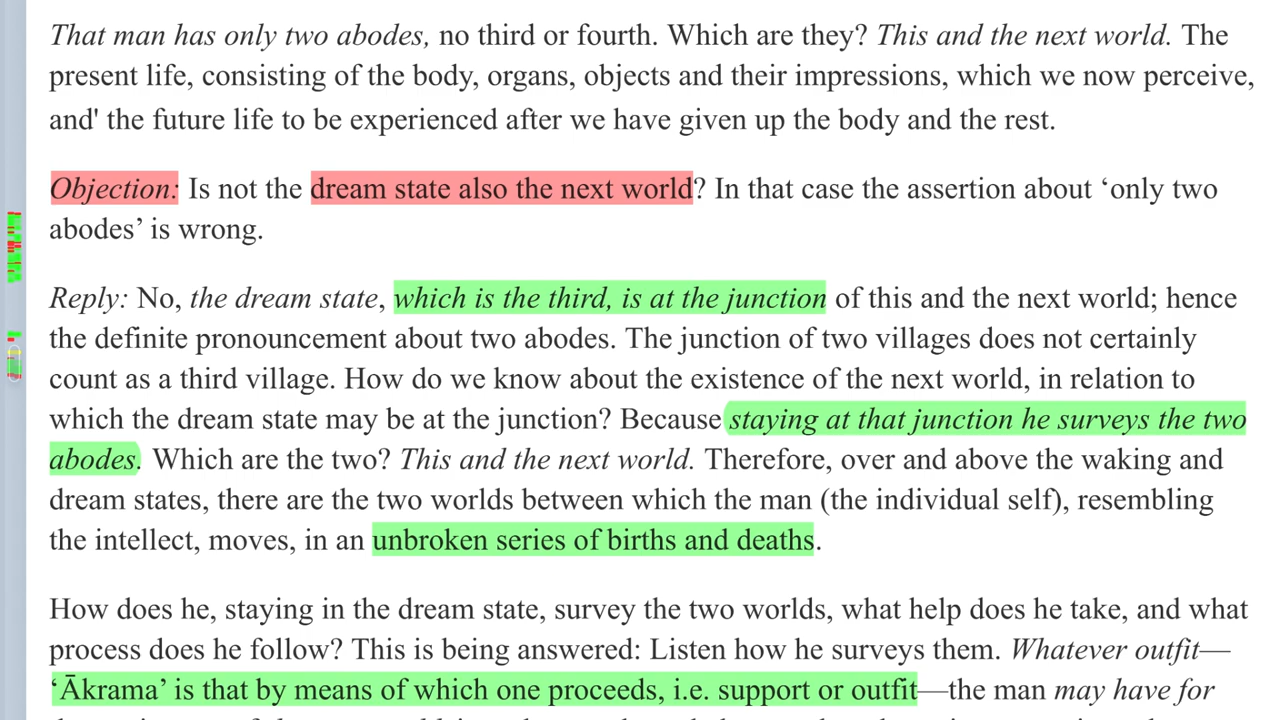 That man has only two abodes, no third or fourth. Which are they? This and the next world. The
present life, consisting of the body, organs, objects and their impressions, which we now perceive,
and' the future life to be experienced after we have given up the body and the rest.
Objection: Is not the dream state also the next world? In that case the assertion about ‘only two
abodes’ is wrong.
Reply: No, the dream state, which is the third, is at the junction of this and the next world; hence
the definite pronouncement about two abodes. The junction of two villages does not certainly
count as a third village. How do we know about the existence of the next world, in relation to
which the dream state may be at the junction? Because staying at that junction he surveys the two
abodes. Which are the two? This and the next world. Therefore, over and above the waking and
dream states, there are the two worlds between which the man (the individual self), resembling
the intellect, moves, in an unbroken series of births and deaths.
How does he, staying in the dream state, survey the two worlds, what help does he take, and what
process does he follow? This is being answered: Listen how he surveys them. Whatever outfit—
‘Ākrama’ is that by means of which one proceeds, i.e. support or outfit—the man may have for